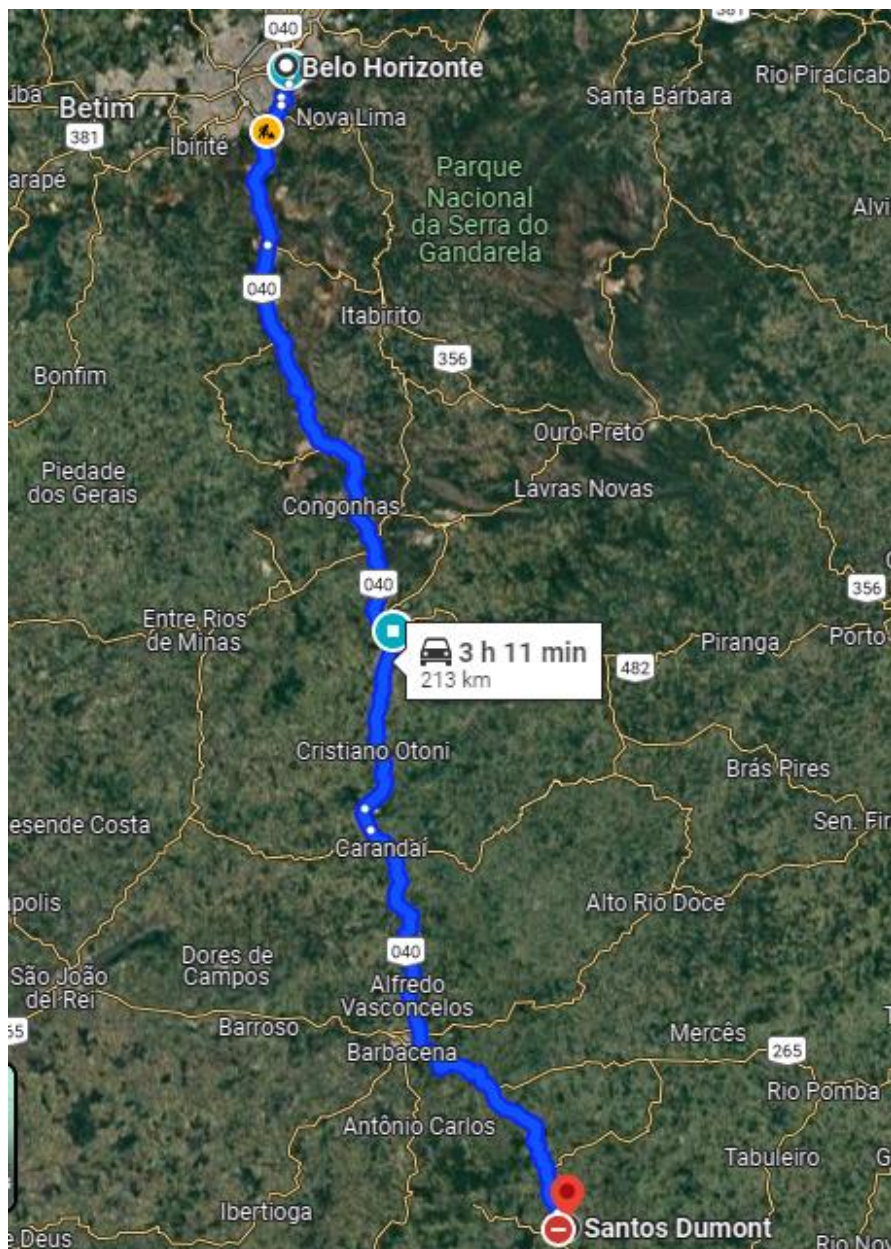 381
040
Belo Horizonte
Rio Piracicab
Santa Bárbara
Betim
381
Nova Lima
Ibirité
arapé
Parque
Nacional
da Serra do
Gandarela
Alvi
040
Itabirito
356
Bonfim
Ouro Preto
Piedade
dos Gerais
Lavras Novas
Congonhas
040
356
Entre Rios
de Minas
Piranga
Porto
3 h 11 min
213 km
482
Cristiano Otoni
Brás Pires
esende Costa
Sen. Fir
Carandaí
ápolis
Alto Rio Doce
040
Dores de
Campos
São João
del Rei
Alfredo
Vasconcelos
Barroso
Mercês
Barbacena
265
Rio Pomba
Antônio Carlos
Tabuleiro
Ibertioga
Santos Dumont
e Deus
Rio Nov